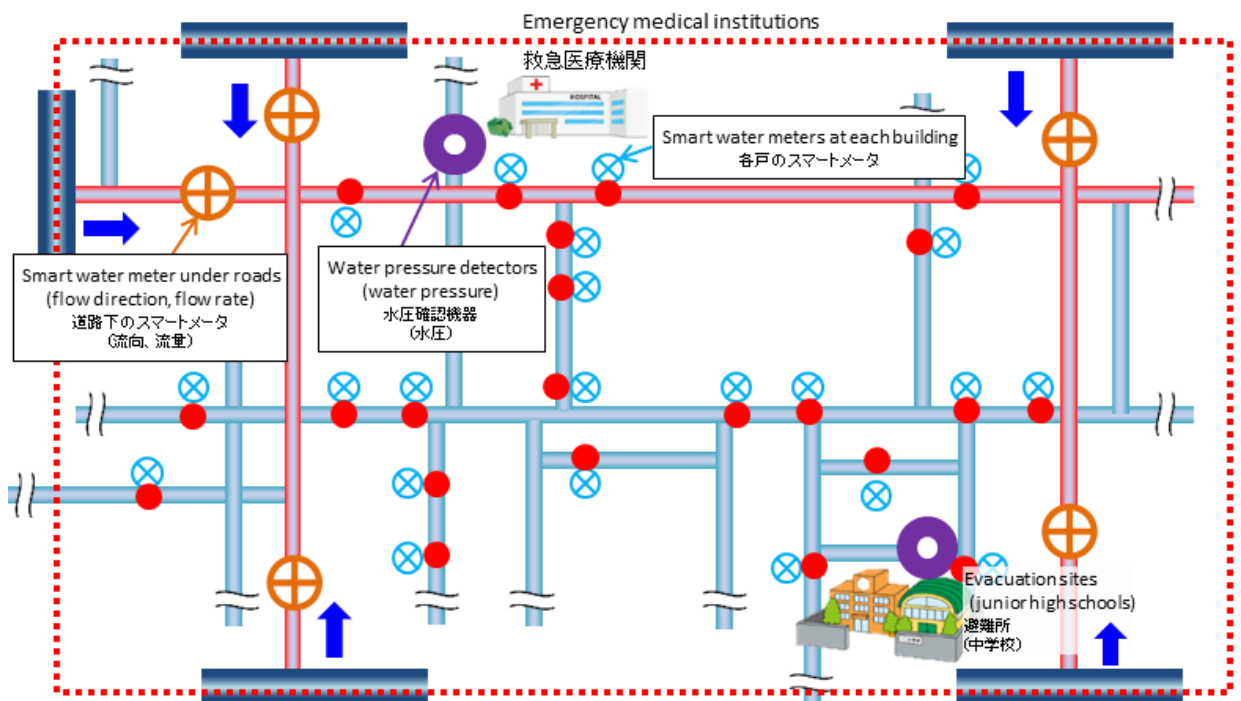 Emergency medical institutions
救急医療機関
HOSPITAL
Smart water meters at each building
各戸のスマートメータ
Smart water meter under roads
(flow direction, flow rate)
道路下のスマートメータ
(流向、流量)
Water pressure detectors
(water pressure)
水圧確認機器
(水圧)
Evacuation sites
(junior high schools)
避難所
(中学校)